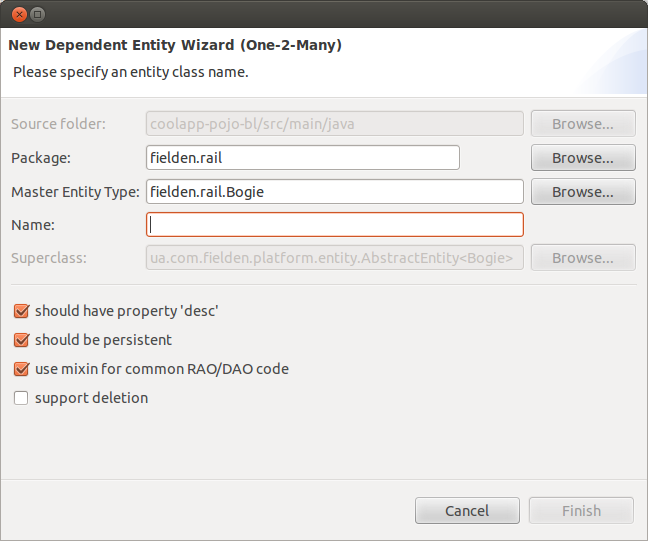 New Dependent Entity Wizard (One-2-Many)
Please specify an entity class name.
Source folder: coolapp-pojo-bl/src/main/java Browse...
Package: fielden.rail Browse...
Master Entity Type: fielden.rail.Bogie Browse...
Name:
Superclass: ua.com.fielden.platform.entity.AbstractEntity<Bogie> Browse...
should have property 'desc'
should be persistent
use mixin for common RAO/DAO code
support deletion
Cancel Finish